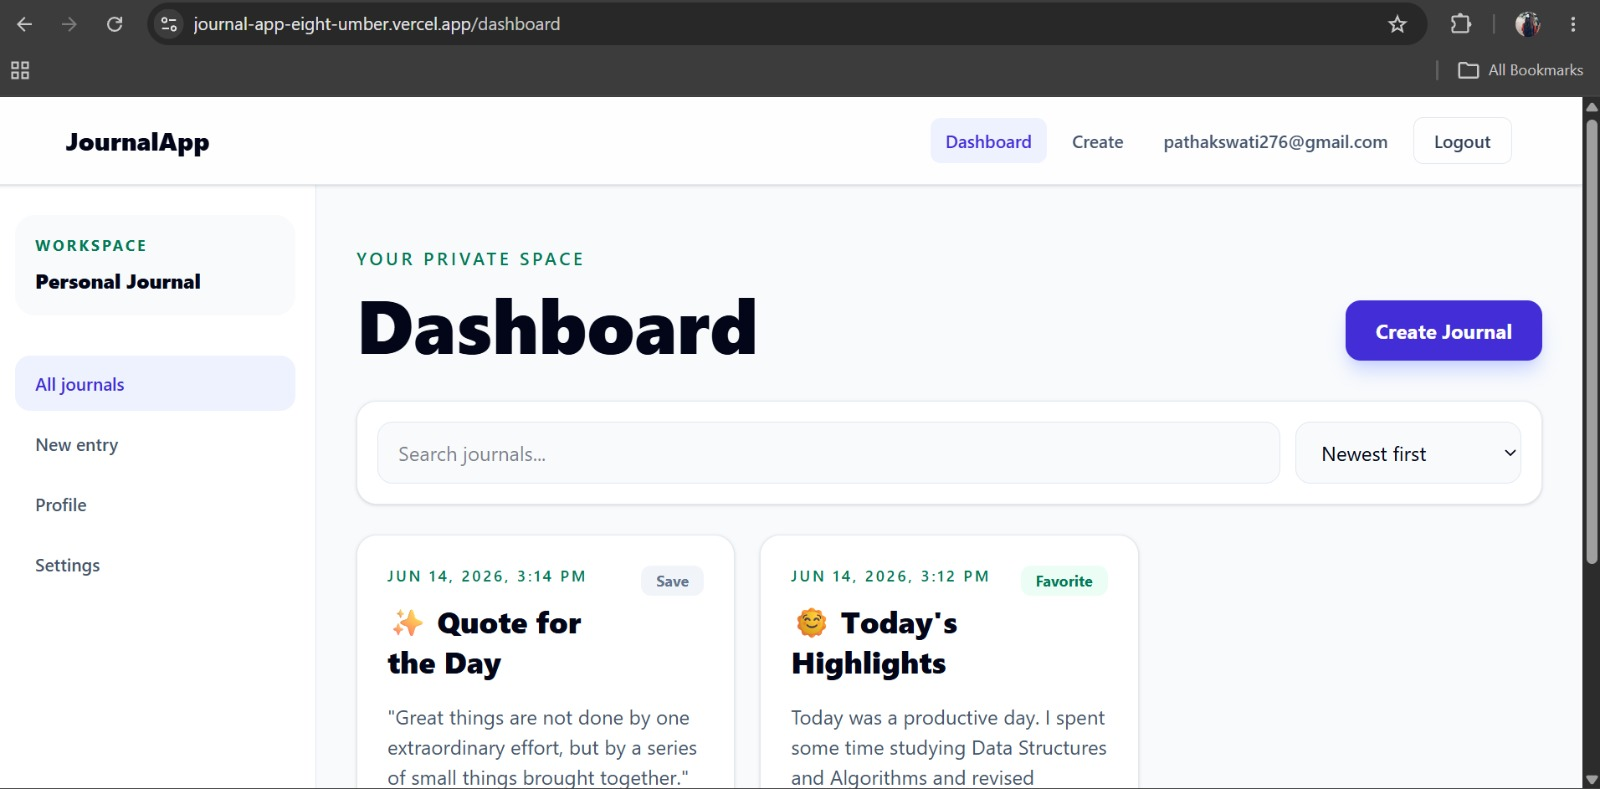 journal-app-eight-umber.vercel.app/dashboard
All Bookmarks
JournalApp
Dashboard
Create
pathakswati276@gmail.com
Logout
WORKSPACE
Personal Journal
All journals
New entry
Profile
Settings
YOUR PRIVATE SPACE
Dashboard
Create Journal
Search journals...
Newest first
JUN 14, 2026, 3:14 PM
Save
✨ Quote for
the Day
"Great things are not done by one
extraordinary effort, but by a series
of small things brought together."
JUN 14, 2026, 3:12 PM
Favorite
🌞 Today's
Highlights
Today was a productive day. I spent
some time studying Data Structures
and Algorithms and revised